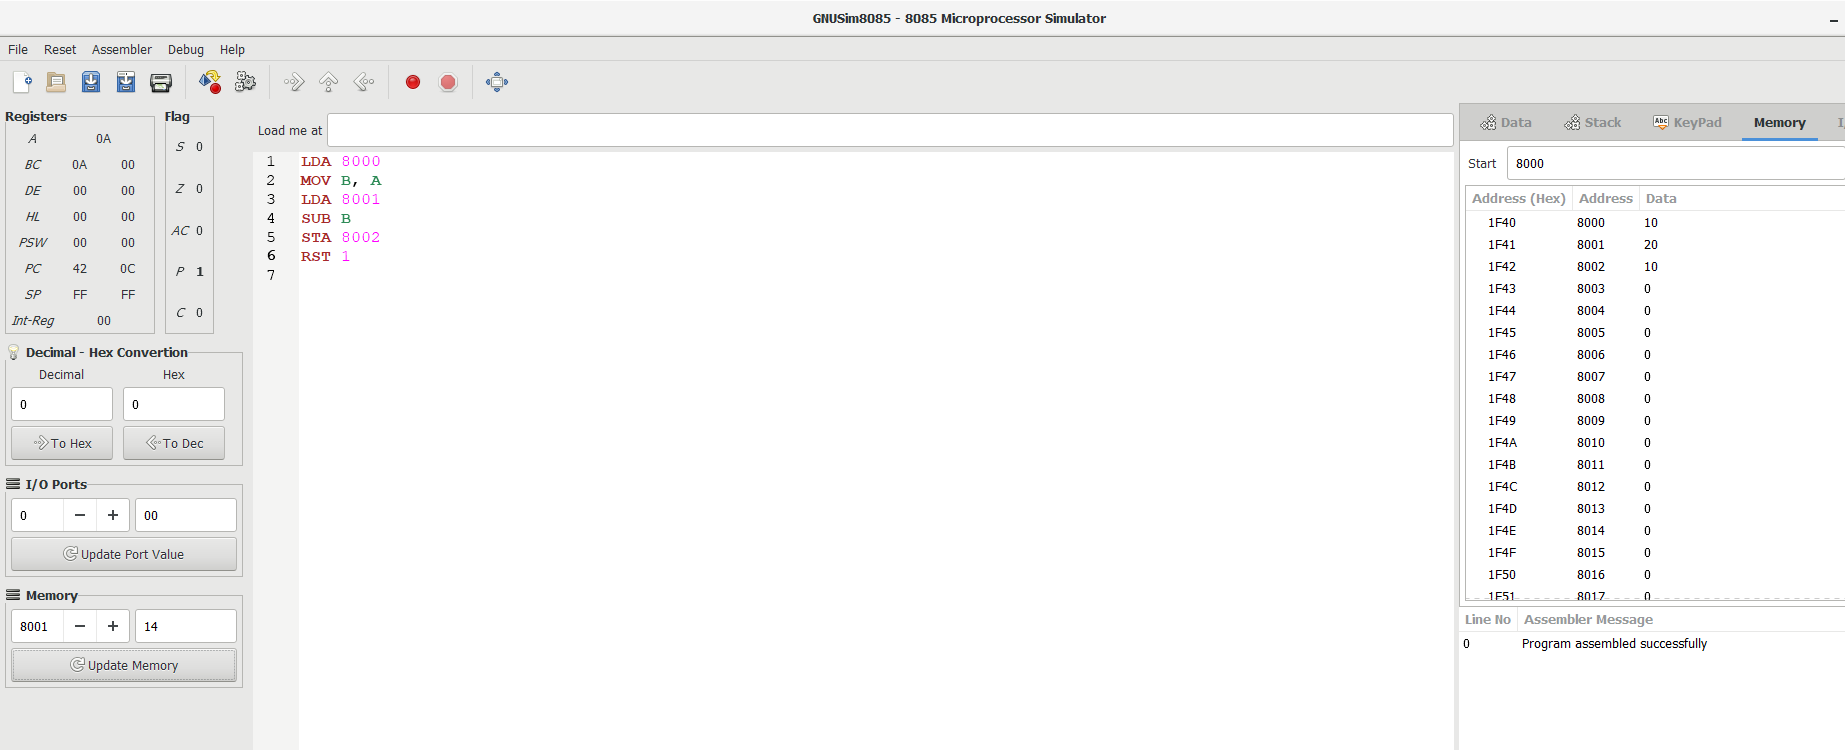 GNUSim8085 - 8085 Microprocessor Simulator
File Reset Assembler Debug Help
Registers
A 0A
BC 0A 00
DE 00 00
HL 00 00
PSW 00 00
PC 42 0C
SP FF FF
Int-Reg 00
Flag
S 0
Z 0
AC 0
P 1
C 0
Decimal - Hex Convertion
Decimal Hex
0 0
To Hex To Dec
I/O Ports
0 − + 00
Update Port Value
Memory
8001 − + 14
Update Memory
Load me at
1 LDA 8000
2 MOV B, A
3 LDA 8001
4 SUB B
5 STA 8002
6 RST 1
7
Data Stack Abc KeyPad Memory I/
Start 8000
Address (Hex) Address Data
1F40 8000 10
1F41 8001 20
1F42 8002 10
1F43 8003 0
1F44 8004 0
1F45 8005 0
1F46 8006 0
1F47 8007 0
1F48 8008 0
1F49 8009 0
1F4A 8010 0
1F4B 8011 0
1F4C 8012 0
1F4D 8013 0
1F4E 8014 0
1F4F 8015 0
1F50 8016 0
1F51 8017 0
Line No Assembler Message
0 Program assembled successfully